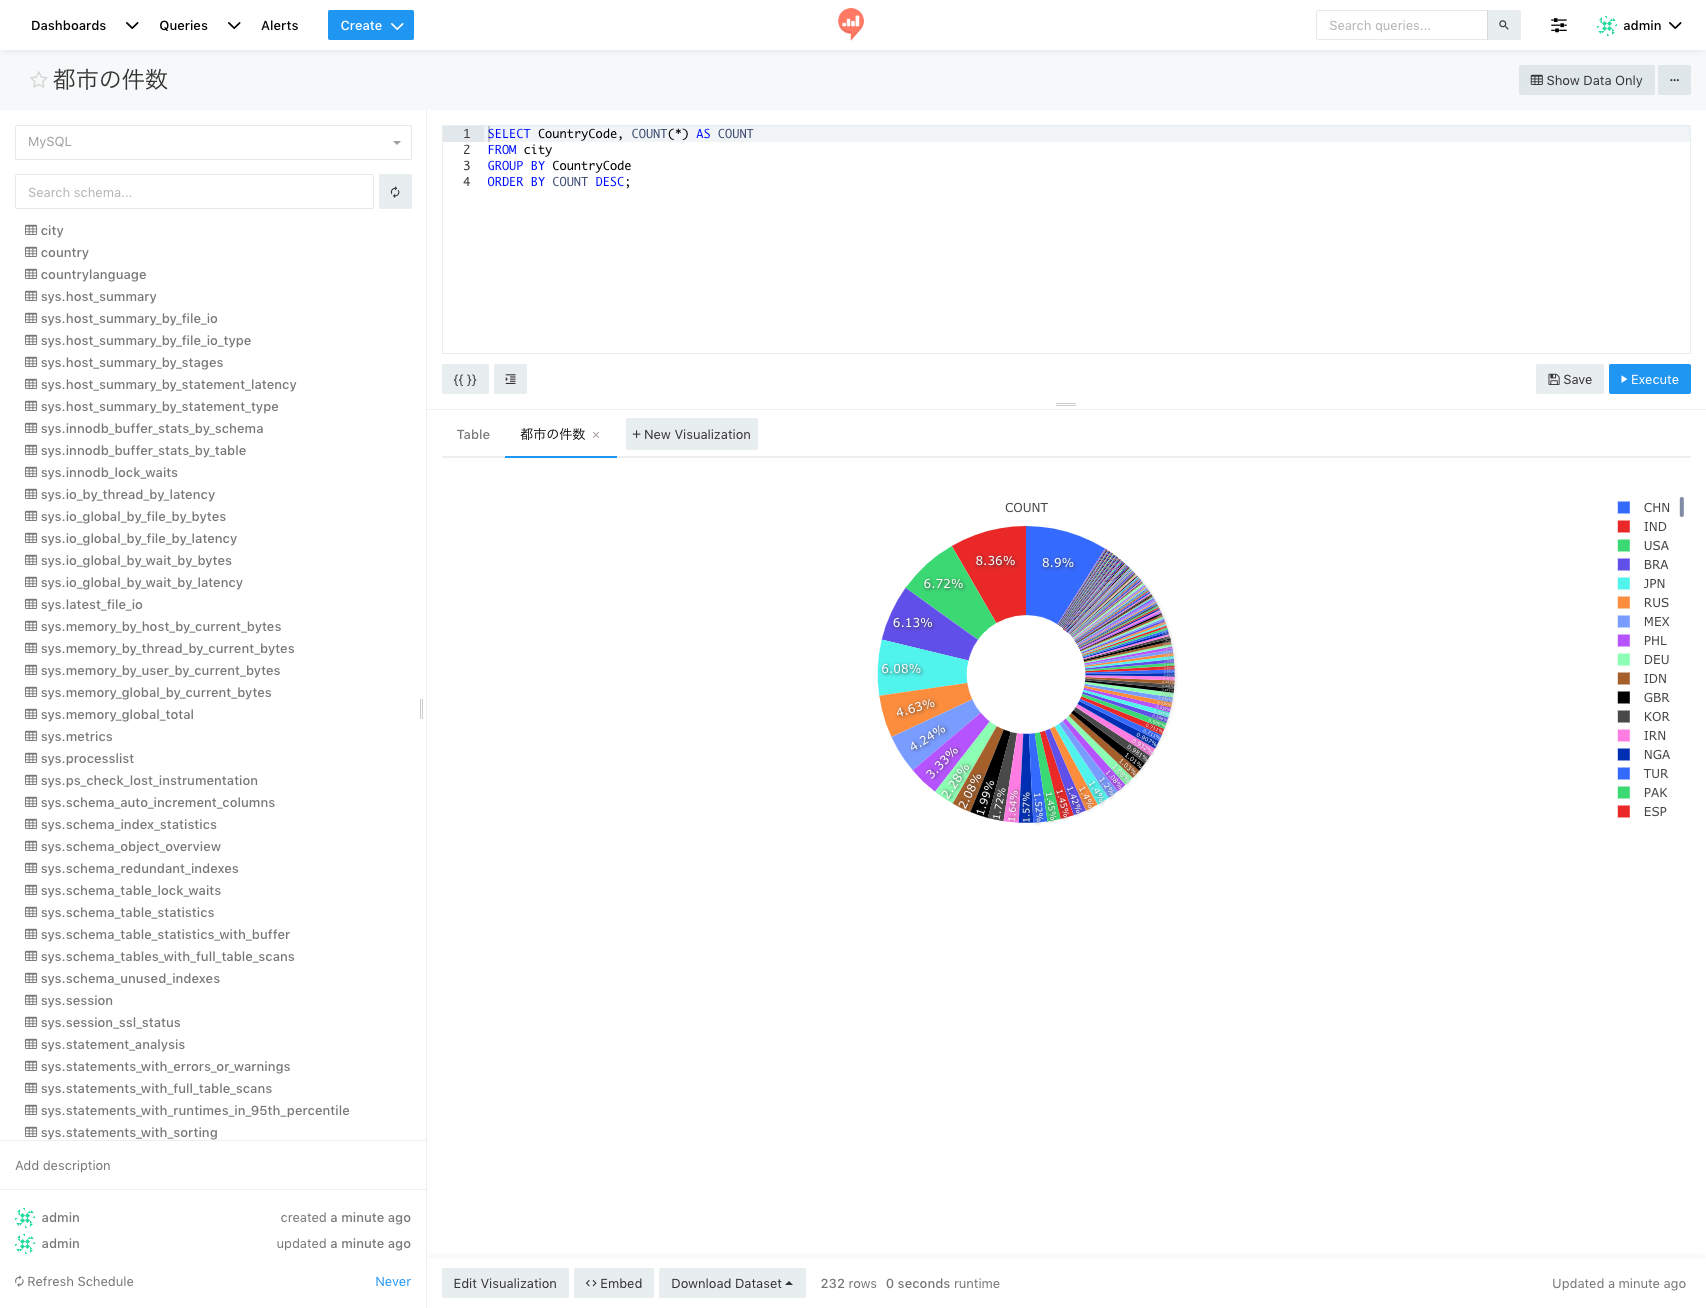 Dashboards Queries Alerts Create Search queries... admin
都市の件数 Show Data Only ...
MySQL
Search schema...
city
country
countrylanguage
sys.host_summary
sys.host_summary_by_file_io
sys.host_summary_by_file_io_type
sys.host_summary_by_stages
sys.host_summary_by_statement_latency
sys.host_summary_by_statement_type
sys.innodb_buffer_stats_by_schema
sys.innodb_buffer_stats_by_table
sys.innodb_lock_waits
sys.io_by_thread_by_latency
sys.io_global_by_file_by_bytes
sys.io_global_by_file_by_latency
sys.io_global_by_wait_by_bytes
sys.io_global_by_wait_by_latency
sys.latest_file_io
sys.memory_by_host_by_current_bytes
sys.memory_by_thread_by_current_bytes
sys.memory_by_user_by_current_bytes
sys.memory_global_by_current_bytes
sys.memory_global_total
sys.metrics
sys.processlist
sys.ps_check_lost_instrumentation
sys.schema_auto_increment_columns
sys.schema_index_statistics
sys.schema_object_overview
sys.schema_redundant_indexes
sys.schema_table_lock_waits
sys.schema_table_statistics
sys.schema_table_statistics_with_buffer
sys.schema_tables_with_full_table_scans
sys.schema_unused_indexes
sys.session
sys.session_ssl_status
sys.statement_analysis
sys.statements_with_errors_or_warnings
sys.statements_with_full_table_scans
sys.statements_with_runtimes_in_95th_percentile
sys.statements_with_sorting
Add description
admin created a minute ago
admin updated a minute ago
Refresh Schedule Never
1 SELECT CountryCode, COUNT(*) AS COUNT
2 FROM city
3 GROUP BY CountryCode
4 ORDER BY COUNT DESC;
{{ }} Save Execute
Table 都市の件数 × + New Visualization
COUNT
8.9%
8.36%
6.72%
6.13%
6.08%
4.63%
4.24%
3.33%
2.28%
2.08%
1.99%
1.72%
1.64%
1.57%
1.52%
1.45%
1.45%
1.42%
1.4%
1.4%
1.2%
1.08%
CHN
IND
USA
BRA
JPN
RUS
MEX
PHL
DEU
IDN
GBR
KOR
IRN
NGA
TUR
PAK
ESP
Edit Visualization <> Embed Download Dataset 232 rows 0 seconds runtime Updated a minute ago